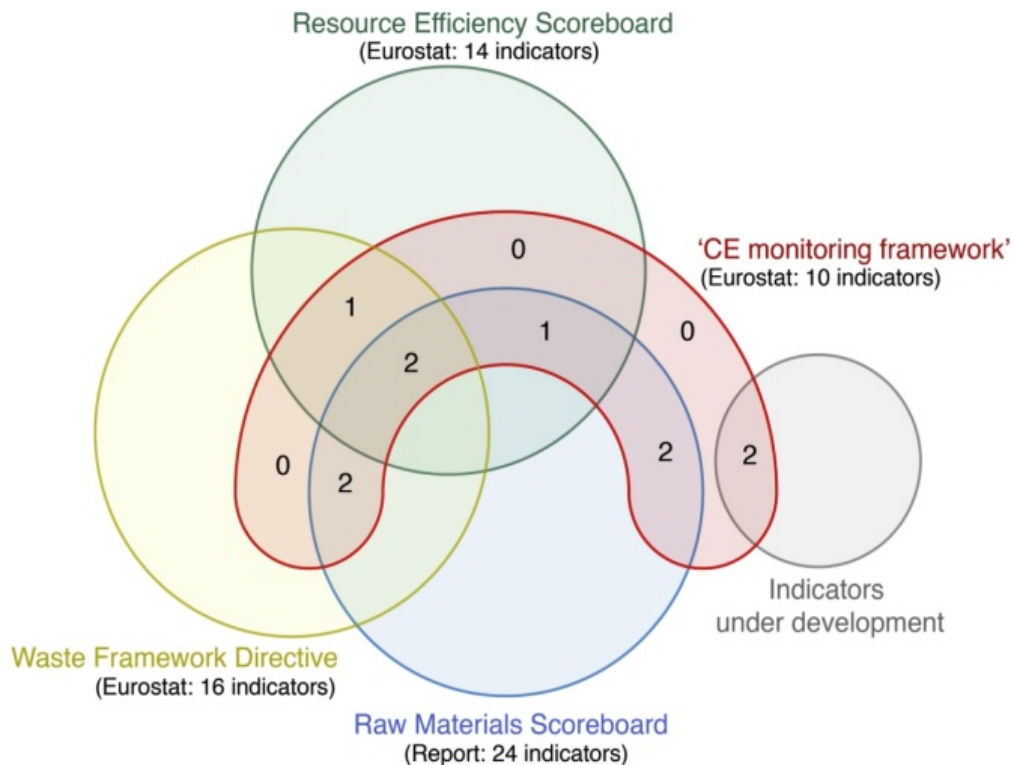 Resource Efficiency Scoreboard
(Eurostat: 14 indicators)
0
'CE monitoring framework'
(Eurostat: 10 indicators)
1
1
0
2
2
2
0
2
Indicators
under development
Waste Framework Directive
(Eurostat: 16 indicators)
Raw Materials Scoreboard
(Report: 24 indicators)